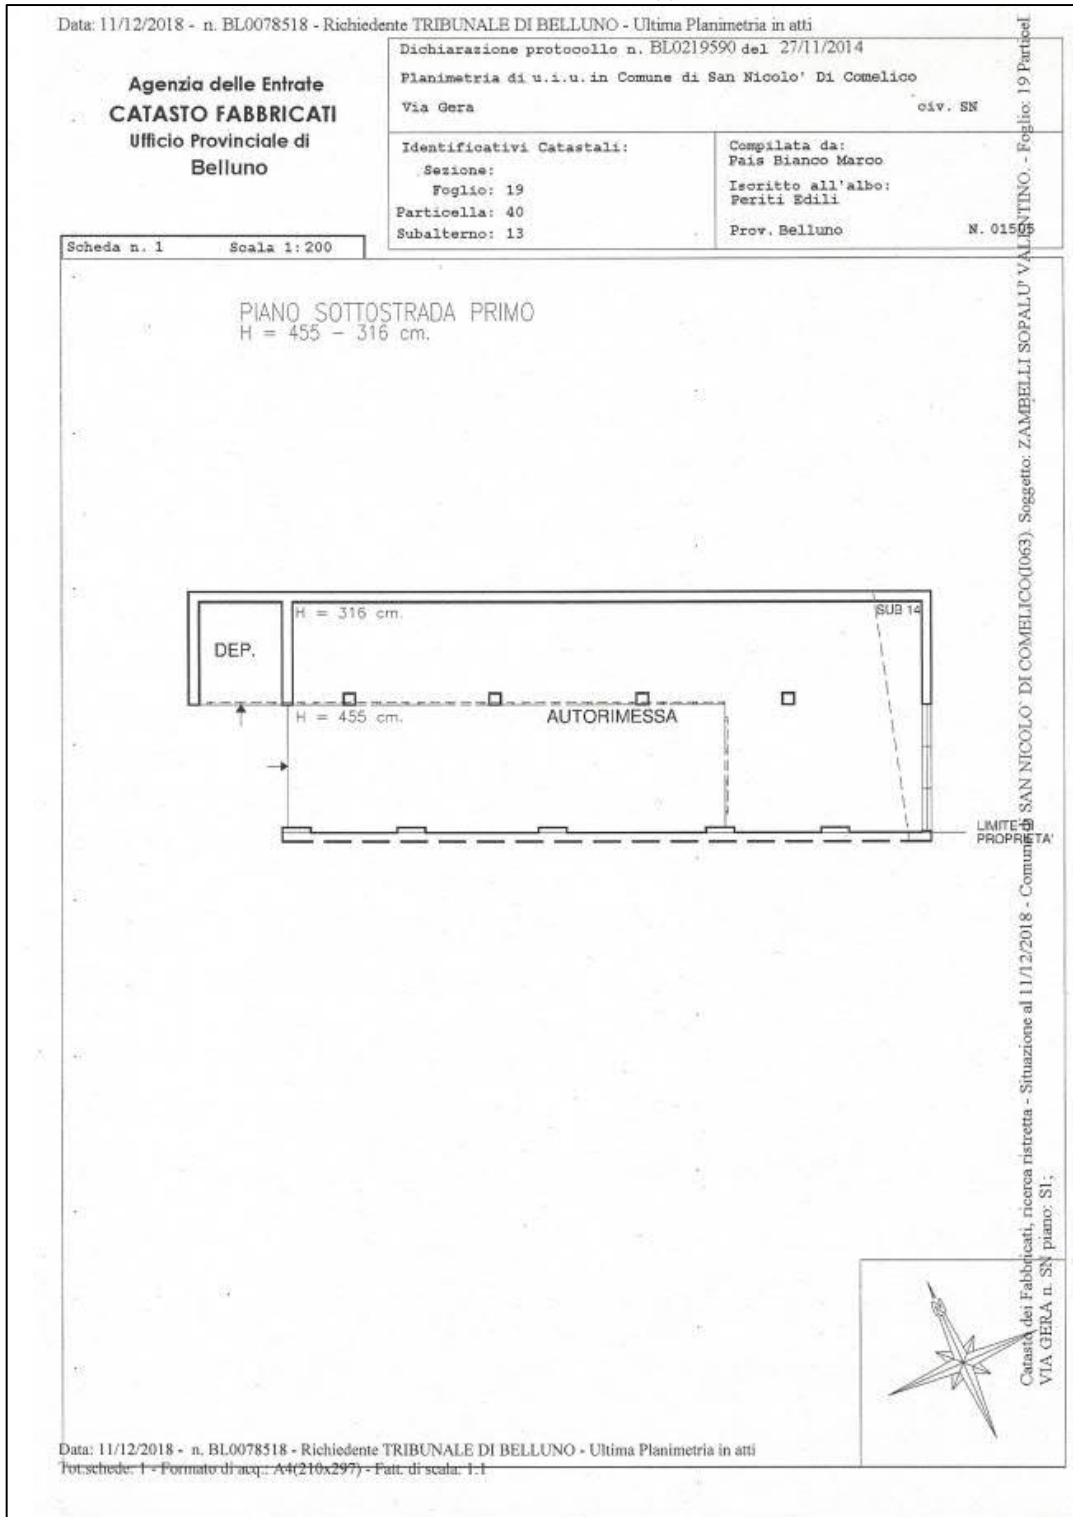 Data: 11/12/2018 - n. BL0078518 - Richiedente TRIBUNALE DI BELLUNO - Ultima Planimetria in atti
Agenzia delle Entrate
CATASTO FABBRICATI
Ufficio Provinciale di
Belluno
Dichiarazione protocollo n. BL0219590 del 27/11/2014
Planimetria di u.i.u. in Comune di San Nicolo' Di Comelico
Via Gera civ. SN
Identificativi Catastali:
Sezione:
Foglio: 19
Particella: 40
Subalterno: 13
Compilata da:
Pais Bianco Marco
Iscritto all'albo:
Periti Edili
Prov. Belluno N. 01505
Scheda n. 1 Scala 1:200
PIANO SOTTOSTRADA PRIMO
H = 455 - 316 cm.
H = 316 cm.
SUB 14
DEP.
H = 455 cm.
AUTORIMESSA
LIMITE DI
PROPRIETA'
Catasto dei Fabbricati, ricerca ristretta - Situazione al 11/12/2018 - Comune di SAN NICOLO` DI COMELICO(I063). Soggetto: ZAMBELLI SOPALU' VALENTINO. - Foglio: 19 Particel
VIA GERA n. SN piano: S1;
Data: 11/12/2018 - n. BL0078518 - Richiedente TRIBUNALE DI BELLUNO - Ultima Planimetria in atti
Tot.schede: 1 - Formato di acq.: A4(210x297) - Fatt. di scala: 1:1